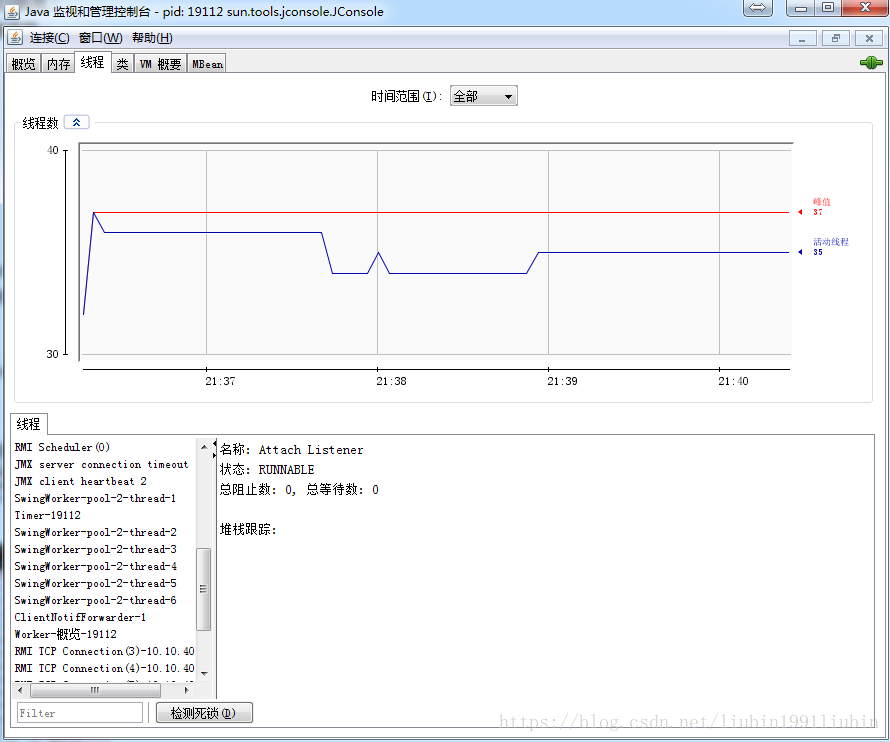 Java 监视和管理控制台 - pid: 19112 sun.tools.jconsole.JConsole
连接(C) 窗口(W) 帮助(H)
概览 内存 线程 类 VM 概要 MBean
时间范围(I): 全部
线程数
40
峰值
37
活动线程
35
30
21:37 21:38 21:39 21:40
线程
RMI Scheduler(0)
JMX server connection timeout
JMX client heartbeat 2
SwingWorker-pool-2-thread-1
Timer-19112
SwingWorker-pool-2-thread-2
SwingWorker-pool-2-thread-3
SwingWorker-pool-2-thread-4
SwingWorker-pool-2-thread-5
SwingWorker-pool-2-thread-6
ClientNotifForwarder-1
Worker-概览-19112
RMI TCP Connection(3)-10.10.40
RMI TCP Connection(4)-10.10.40
名称: Attach Listener
状态: RUNNABLE
总阻止数: 0, 总等待数: 0
堆栈跟踪:
Filter
检测死锁(D)
https://blog.csdn.net/liubin1991liubin